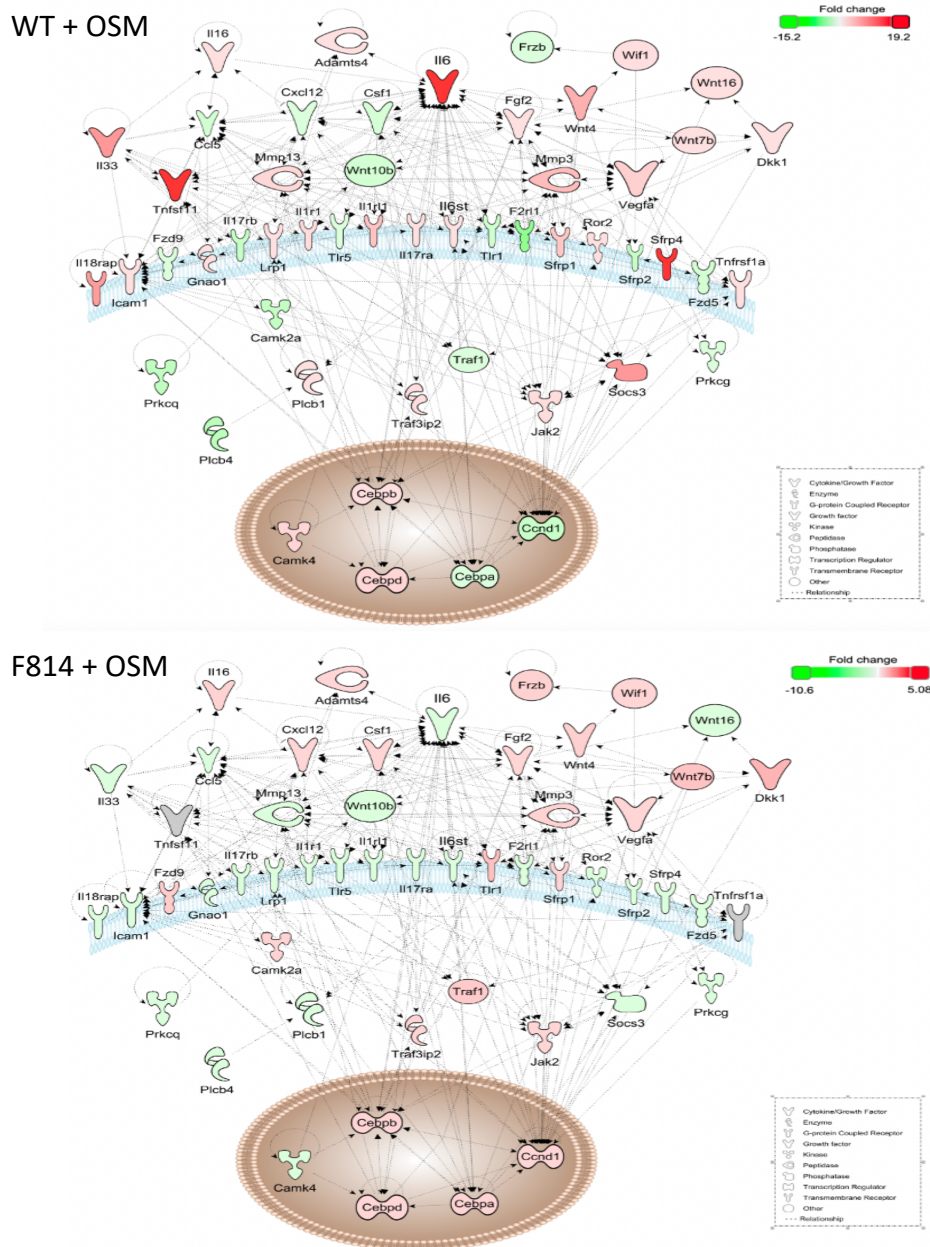 WT + OSM
Fold change
-15.2 19.2
Il16
Adamts4
Il6
Frzb
Wif1
Wnt16
Cxcl12
Csf1
Fgf2
Wnt4
Wnt7b
Dkk1
Il33
Ccl5
Mmp13
Wnt10b
Mmp3
Vegfa
Tnfsf11
Il17rb
Il1r1
Il1rl1
Il6st
F2rl1
Ror2
Sfrp4
Fzd9
Il18rap
Icam1
Gnao1
Lrp1
Tlr5
Il17ra
Tlr1
Sfrp1
Sfrp2
Fzd5
Tnfrsf1a
Camk2a
Traf1
Prkcg
Prkcq
Plcb1
Socs3
Traf3ip2
Jak2
Plcb4
Cebpb
Ccnd1
Camk4
Cebpd
Cebpa
Cytokine/Growth Factor
Enzyme
G-protein Coupled Receptor
Growth factor
Kinase
Peptidase
Phosphatase
Transcription Regulator
Transmembrane Receptor
Other
Relationship
F814 + OSM
Fold change
-10.6 5.08
Il16
Adamts4
Il6
Frzb
Wif1
Wnt16
Cxcl12
Csf1
Fgf2
Wnt4
Wnt7b
Dkk1
Il33
Ccl5
Mmp13
Wnt10b
Mmp3
Vegfa
Tnfsf11
Il17rb
Il1r1
Il1rl1
Il6st
F2rl1
Ror2
Sfrp4
Fzd9
Il18rap
Icam1
Gnao1
Lrp1
Tlr5
Il17ra
Tlr1
Sfrp1
Sfrp2
Fzd5
Tnfrsf1a
Camk2a
Traf1
Prkcg
Prkcq
Plcb1
Socs3
Traf3ip2
Jak2
Plcb4
Cebpb
Ccnd1
Camk4
Cebpd
Cebpa
Cytokine/Growth Factor
Enzyme
G-protein Coupled Receptor
Growth factor
Kinase
Peptidase
Phosphatase
Transcription Regulator
Transmembrane Receptor
Other
Relationship